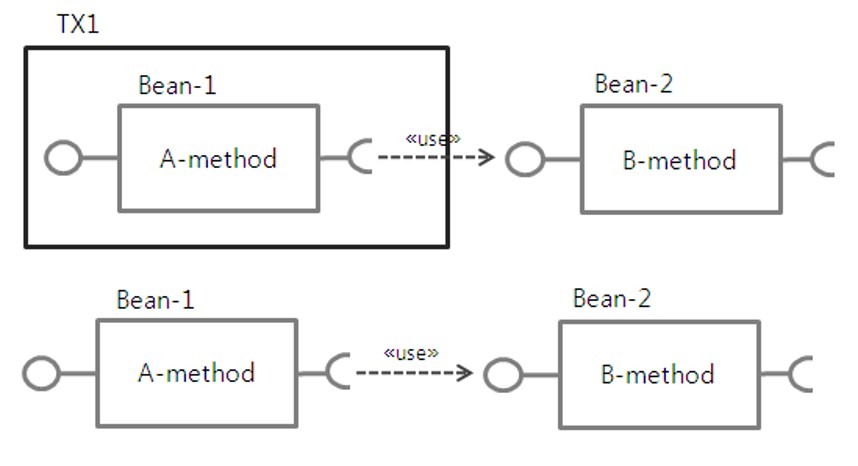 TX1
Bean-1
Bean-2
A-method
«use»
B-method
Bean-1
Bean-2
A-method
«use»
B-method